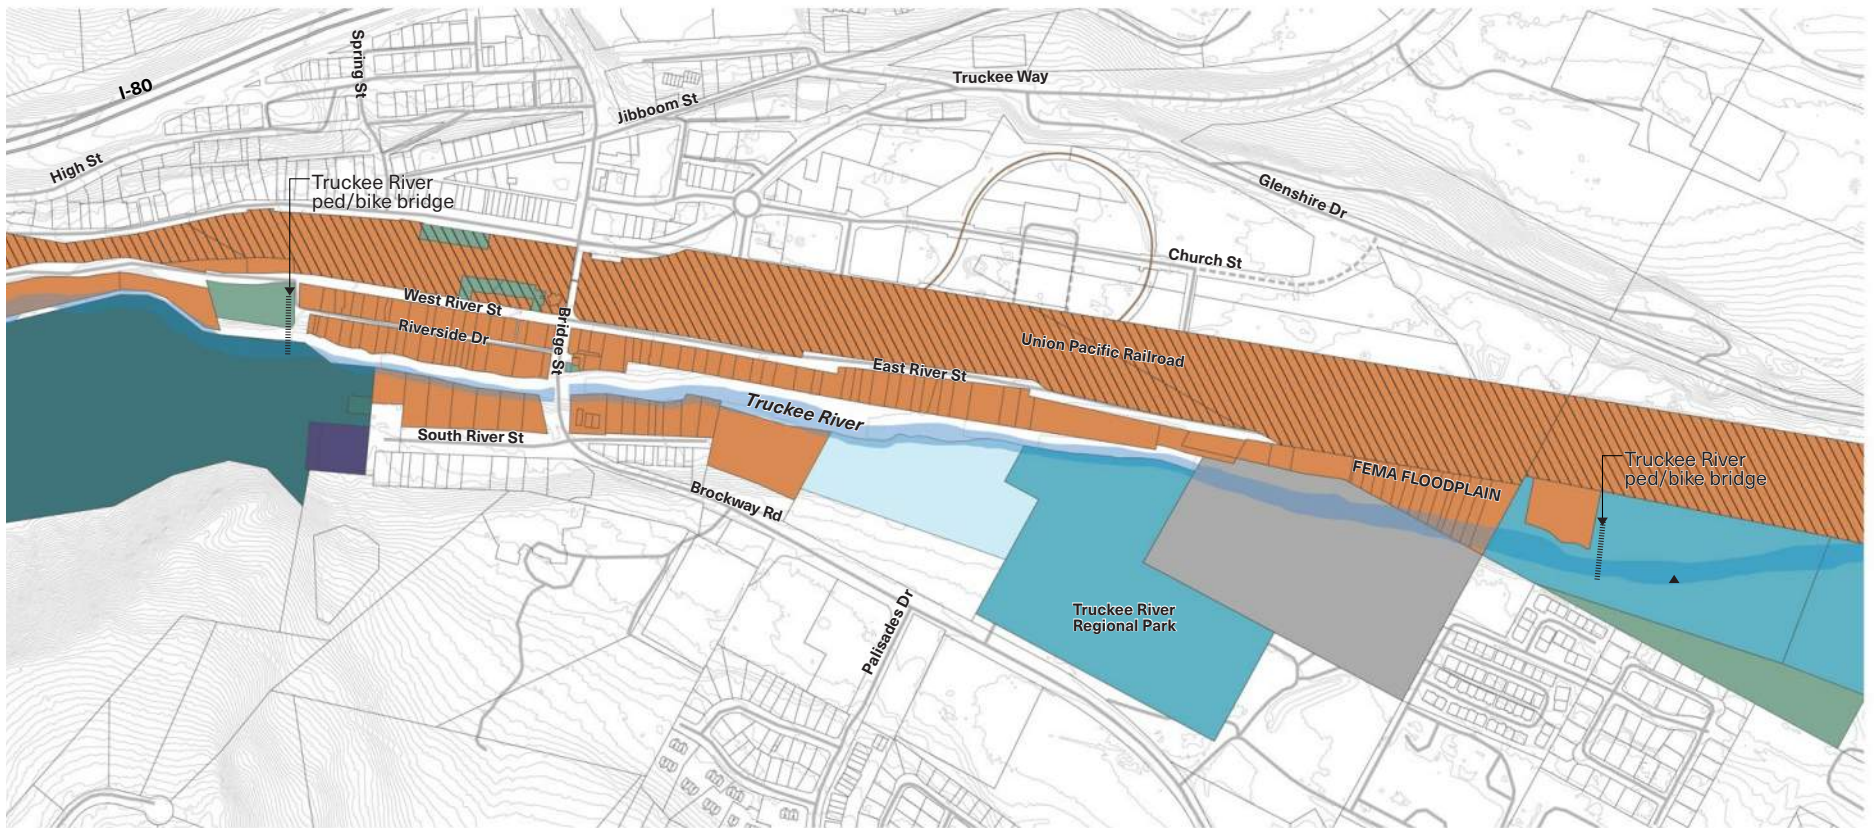 Spring St
I-80
Truckee Way
Jibboom St
High St
Truckee River
ped/bike bridge
Glenshire Dr
Church St
West River St
Riverside Dr
Bridge St
Union Pacific Railroad
East River St
Truckee River
South River St
FEMA FLOODPLAIN
Truckee River
ped/bike bridge
Brockway Rd
Palisades Dr
Truckee River
Regional Park